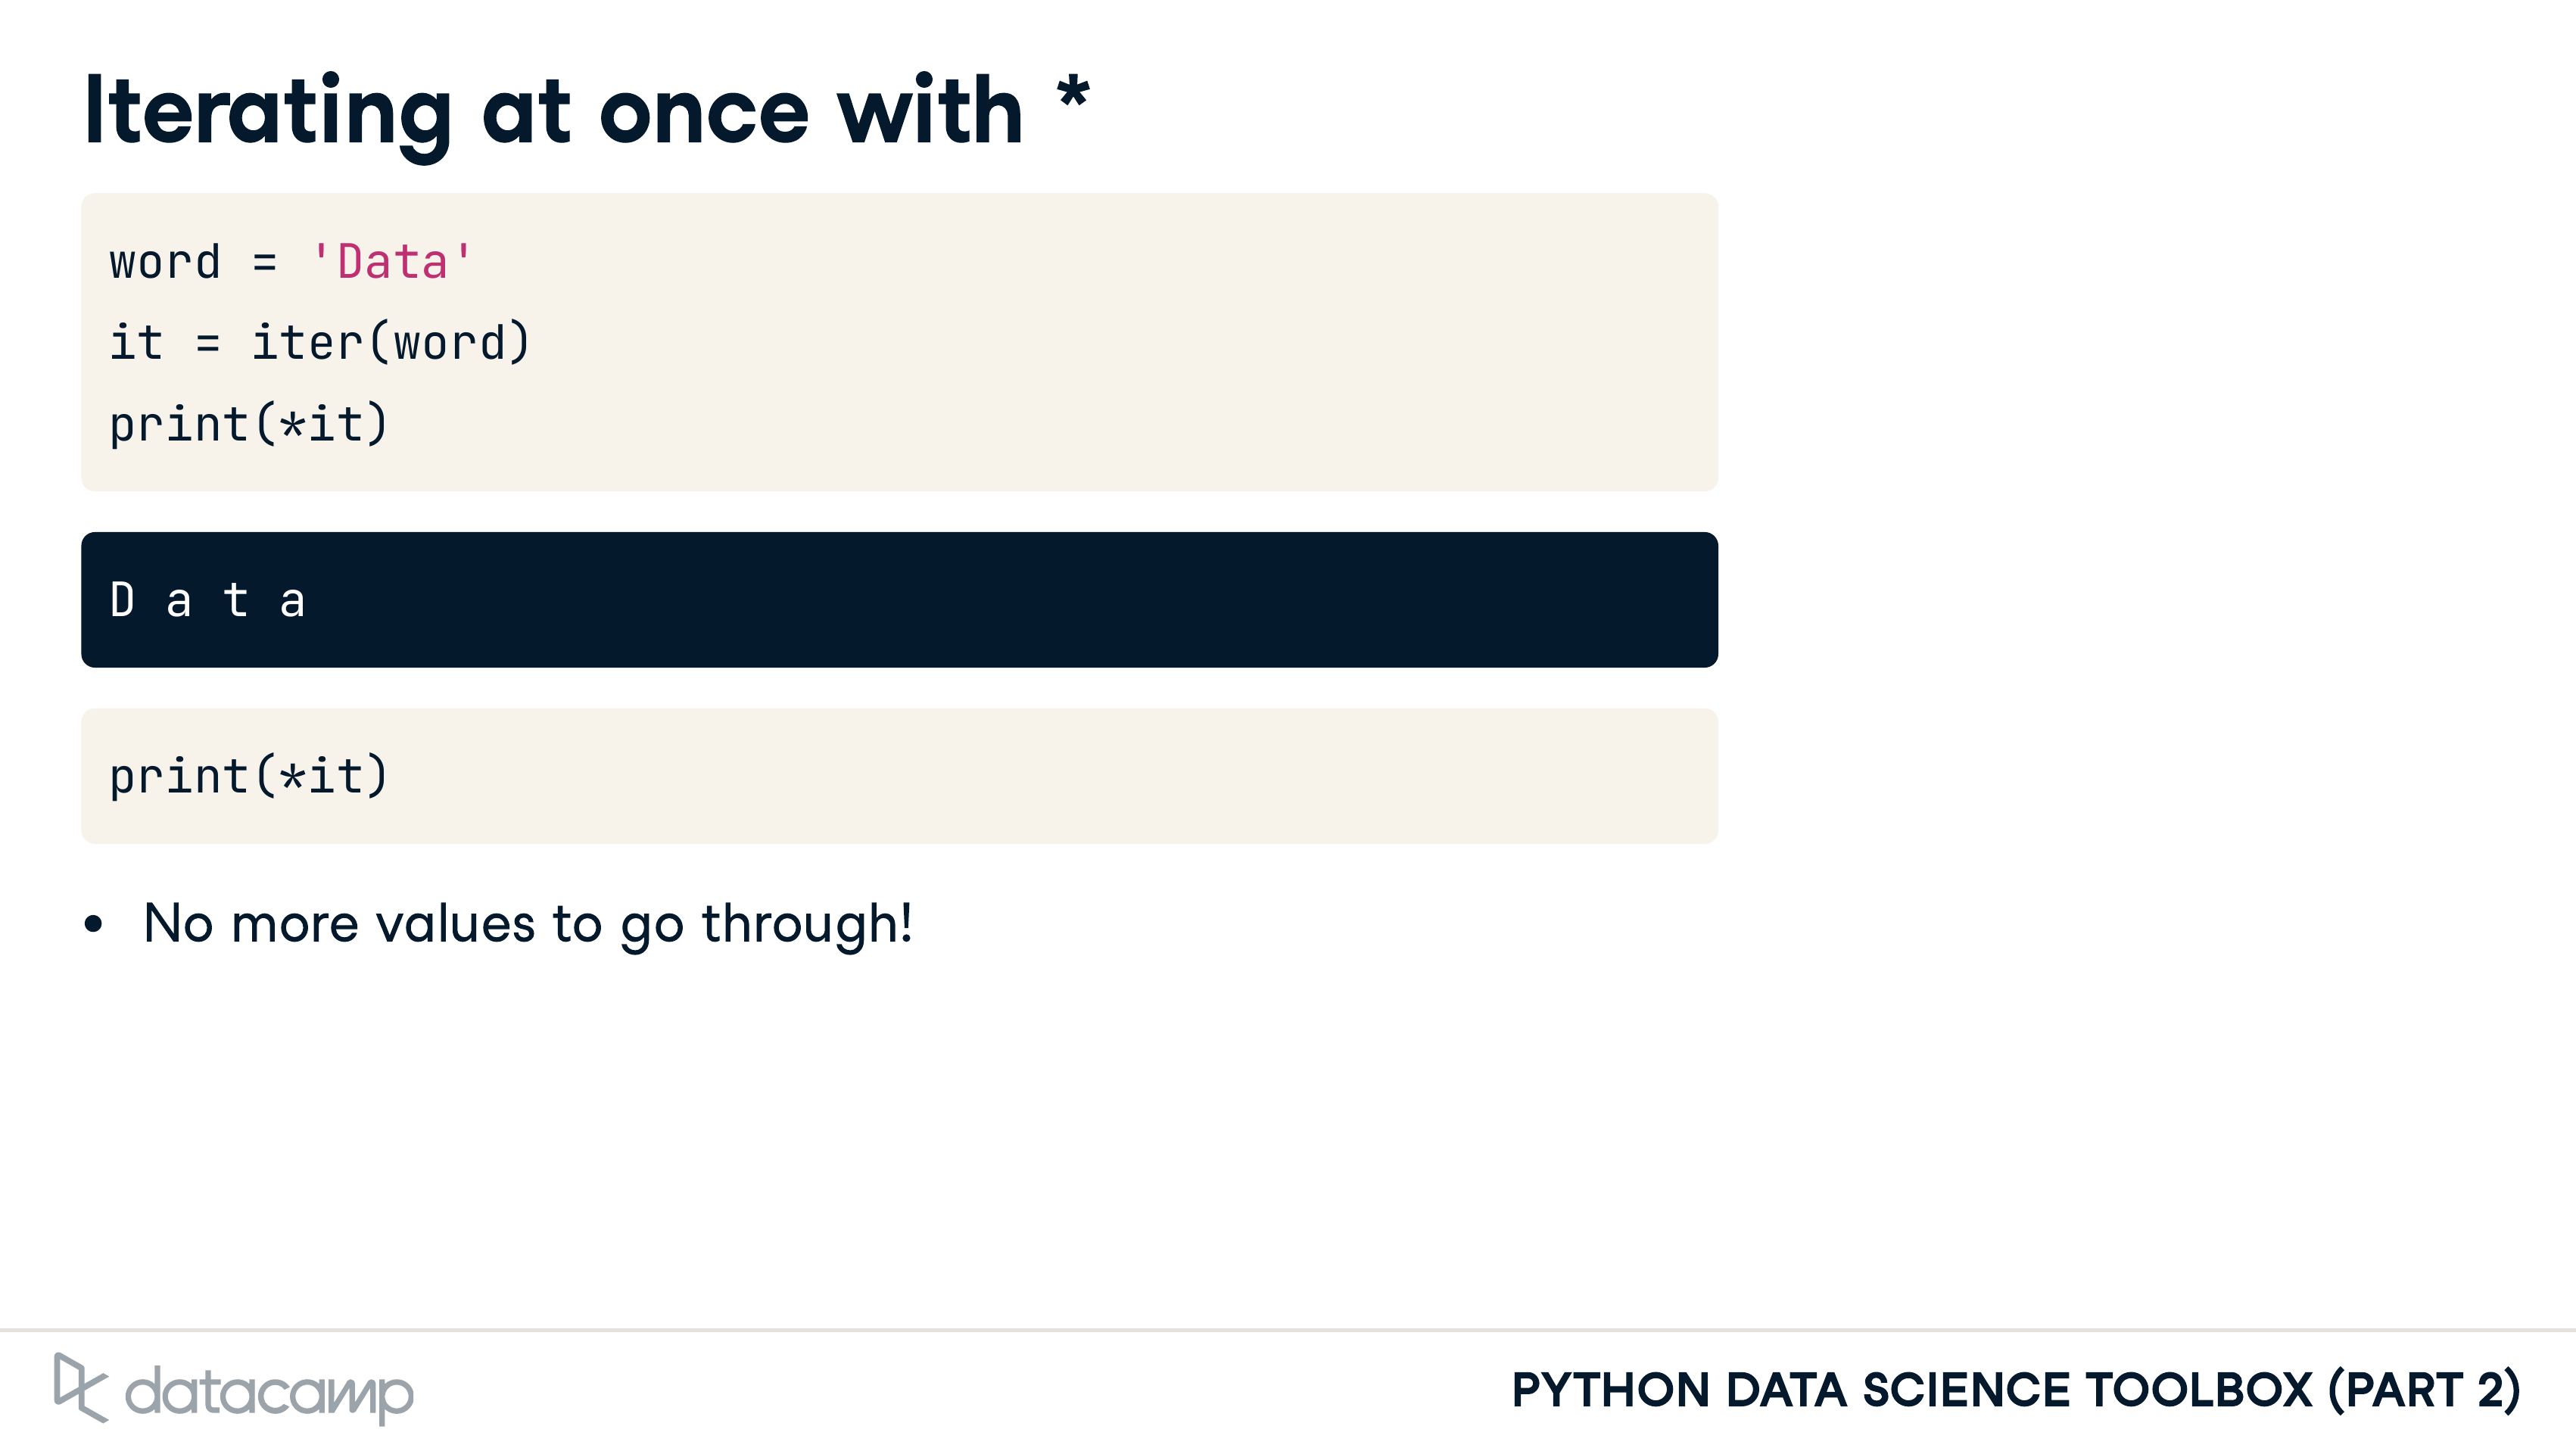 Iterating at once with *
word = 'Data'
it = iter(word)
print(*it)
D a t a
print(*it)
• No more values to go through!
datacamp
PYTHON DATA SCIENCE TOOLBOX (PART 2)